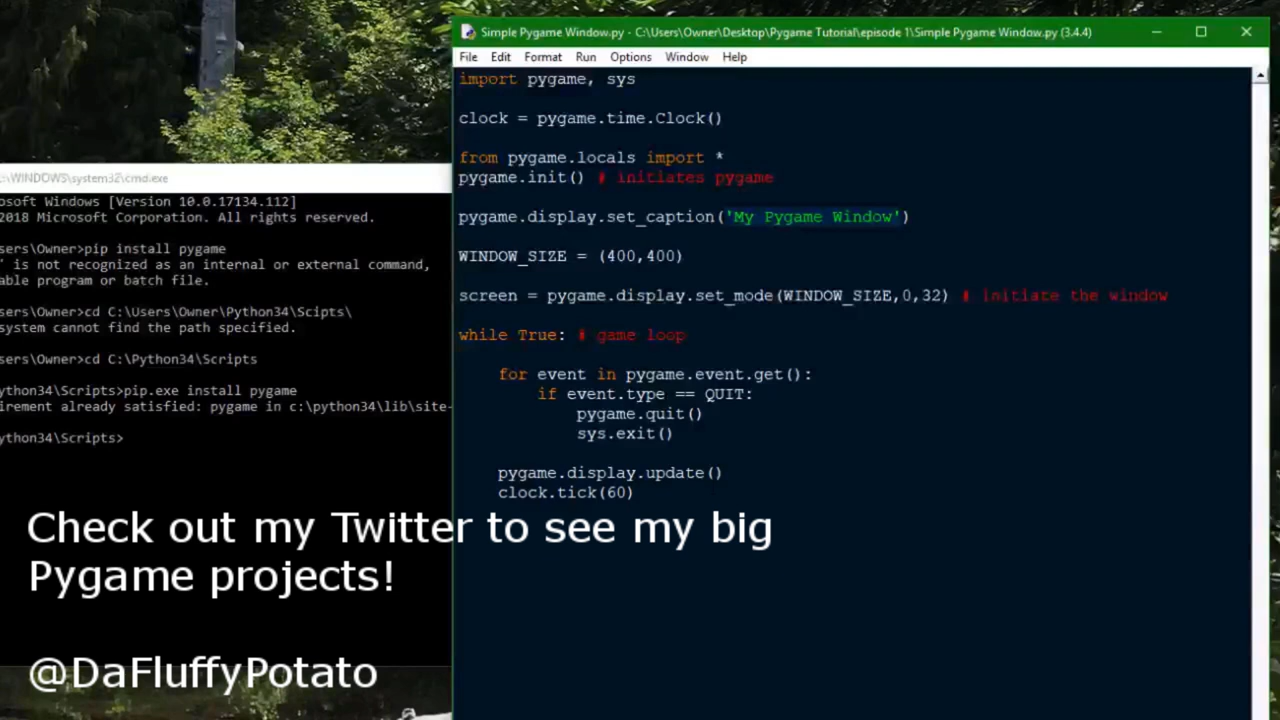 Simple Pygame Window.py - C:\Users\Owner\Desktop\Pygame Tutorial\episode 1\Simple Pygame Window.py (3.4.4)
File Edit Format Run Options Window Help
import pygame, sys
clock = pygame.time.Clock()
from pygame.locals import *
pygame.init() # initiates pygame
pygame.display.set_caption('My Pygame Window')
WINDOW_SIZE = (400,400)
screen = pygame.display.set_mode(WINDOW_SIZE,0,32) # initiate the window
while True: # game loop
for event in pygame.event.get():
if event.type == QUIT:
pygame.quit()
sys.exit()
pygame.display.update()
clock.tick(60)
:\WINDOWS\system32\cmd.exe
osoft Windows [Version 10.0.17134.112]
2018 Microsoft Corporation. All rights reserved.
sers\Owner>pip install pygame
' is not recognized as an internal or external command,
able program or batch file.
sers\Owner>cd C:\Users\Owner\Python34\Scipts\
system cannot find the path specified.
sers\Owner>cd C:\Python34\Scripts
ython34\Scripts>pip.exe install pygame
irement already satisfied: pygame in c:\python34\lib\site-
ython34\Scripts>
Check out my Twitter to see my big
Pygame projects!
@DaFluffyPotato